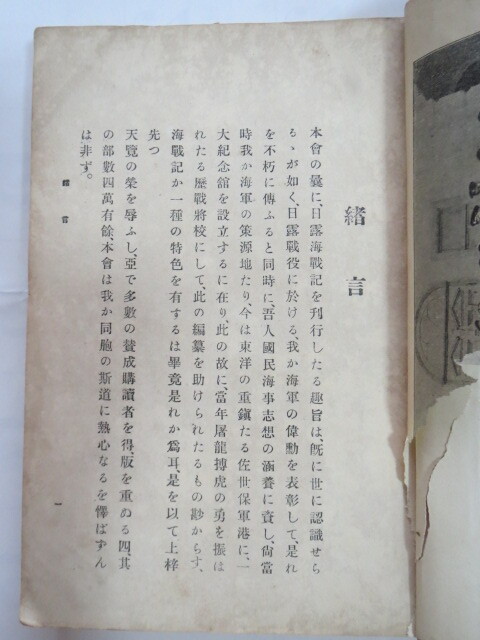 緒言
本會の曩に、日露海戰記を刊行したる趣旨は、旣に世に認識せら
るゝが如く、日露戰役に於ける、我か海軍の偉勳を表彰して、是れ
を不朽に傳ふると同時に、吾人國民海事思想の涵養に資し、尙當
時我か海軍の策源地たり、今は東洋の重鎭たる佐世保軍港に、一
大紀念舘を設立するに在り、此の故に、當年屠龍搏虎の勇を振は
れたる歷戰將校にして、此の編纂を助けられたるもの尠からす、
海戰記か一種の特色を有するは畢竟是れか爲耳、是を以て上梓
先つ
天覽の榮を辱ふし、亞で多數の賛成購讀者を得、版を重ぬる四、其
の部數四萬有餘本會は我か同胞の斯道に熱心なるを懌ばずん
は非ず。
緒言
一